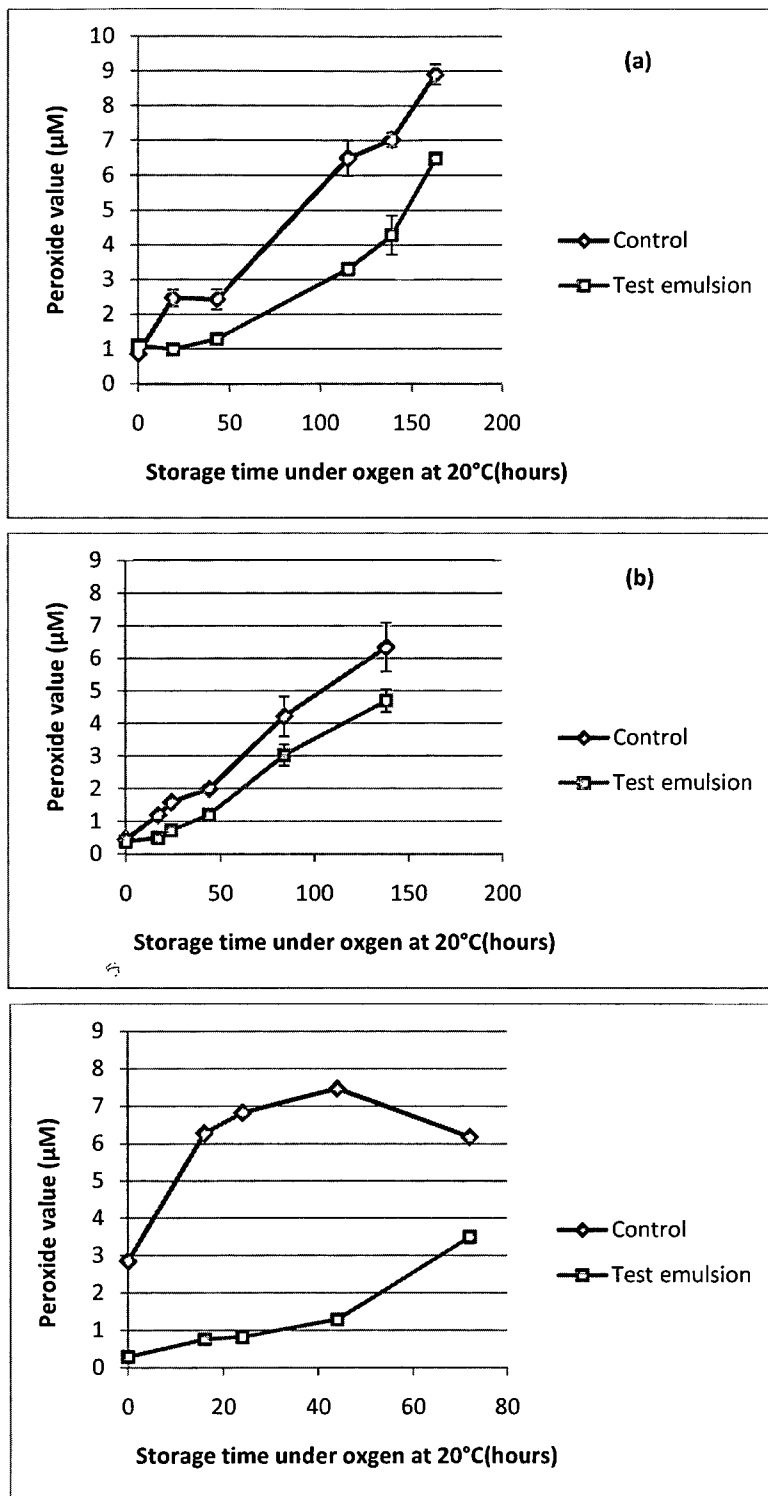 (a)
Peroxide value (µM)
10
9
8
7
6
5
4
3
2
1
0
0 50 100 150 200
Storage time under oxgen at 20°C(hours)
Control
Test emulsion
(b)
Peroxide value (µM)
9
8
7
6
5
4
3
2
1
0
0 50 100 150 200
Storage time under oxgen at 20°C(hours)
Control
Test emulsion
Peroxide value (µM)
9
8
7
6
5
4
3
2
1
0
0 20 40 60 80
Storage time under oxgen at 20°C(hours)
Control
Test emulsion